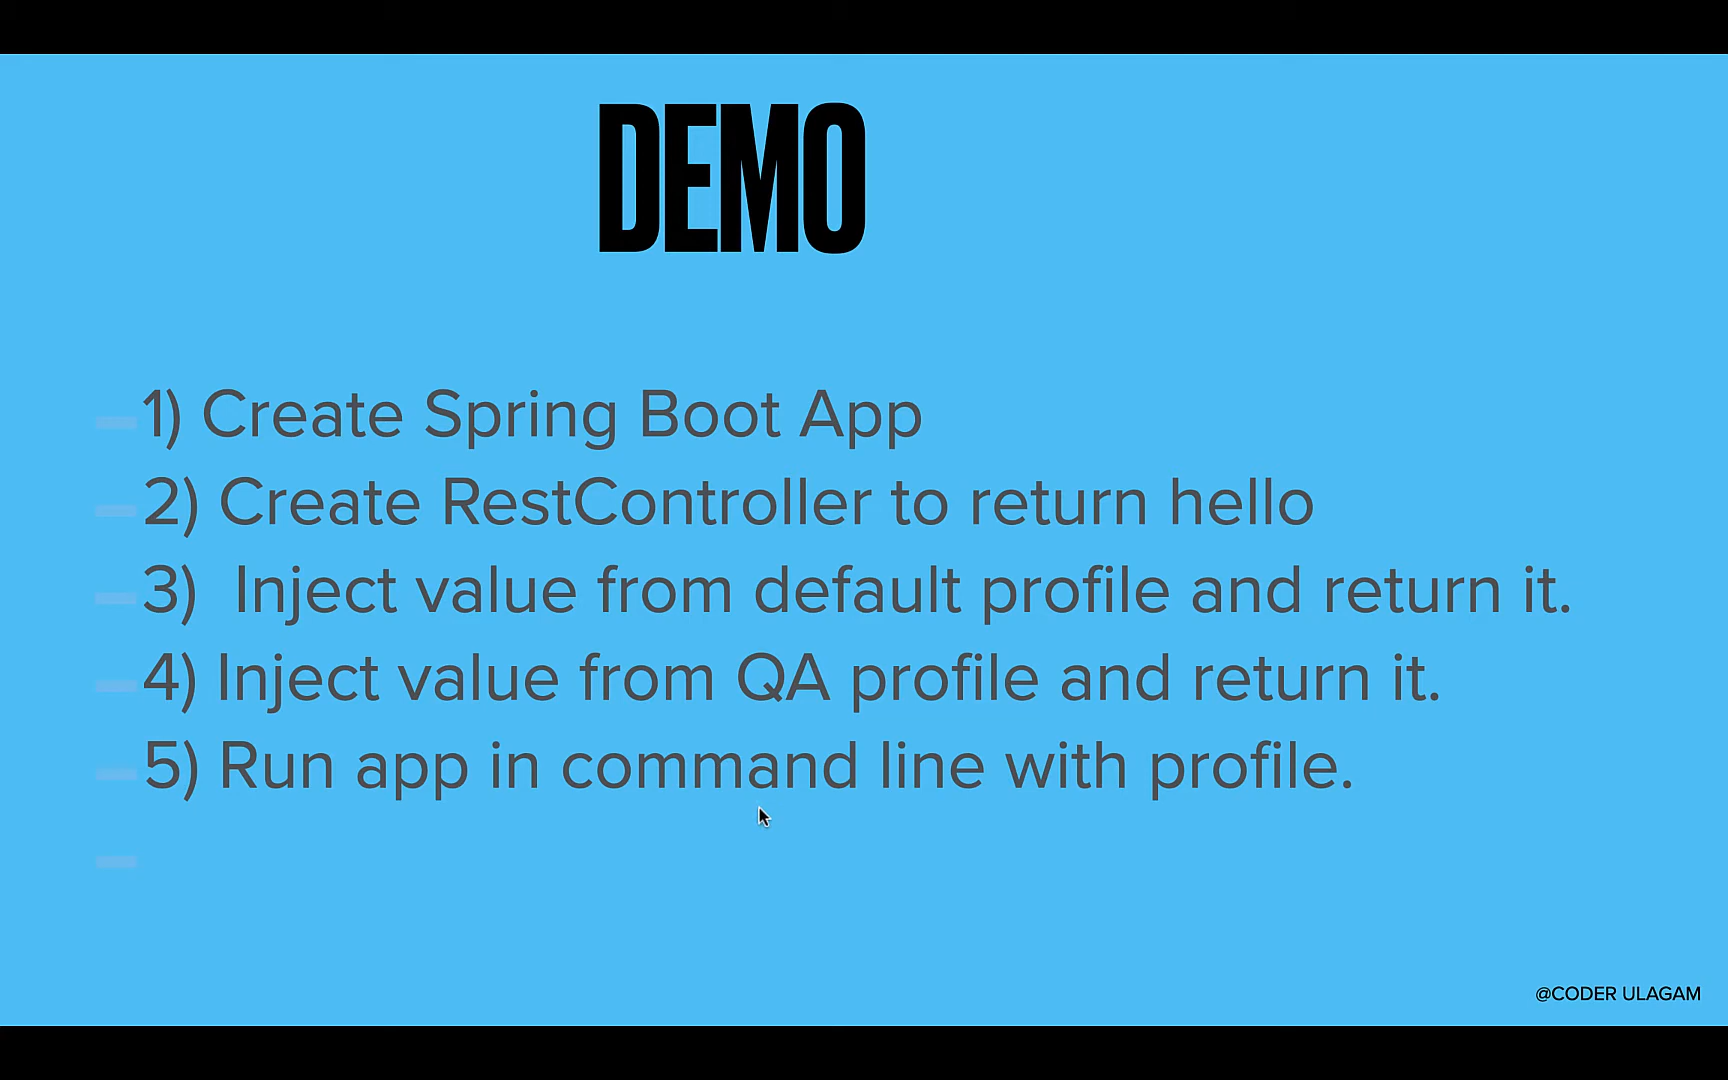 DEMO
1) Create Spring Boot App
2) Create RestController to return hello
3)  Inject value from default profile and return it.
4) Inject value from QA profile and return it.
5) Run app in command line with profile.
@CODER ULAGAM